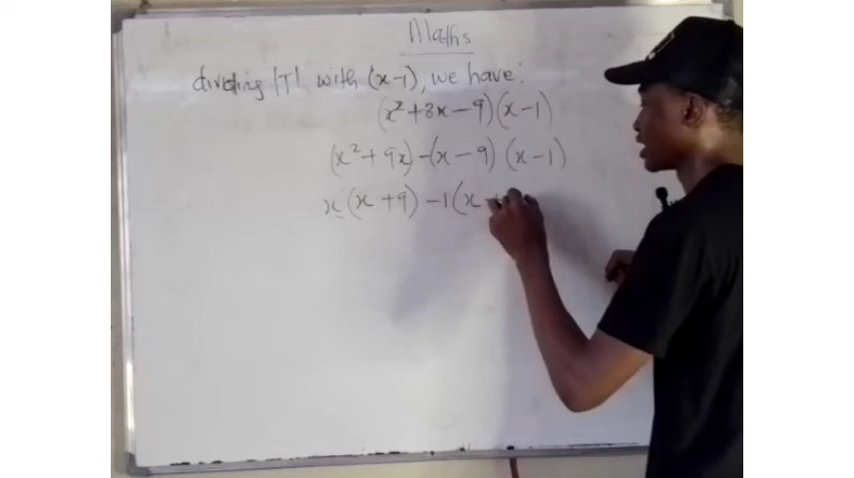 Maths
dividing |T| with (x-1), we have:
(x²+8x-9)(x-1)
(x²+9x)-(x-9)(x-1)
x(x+9)-1(x+